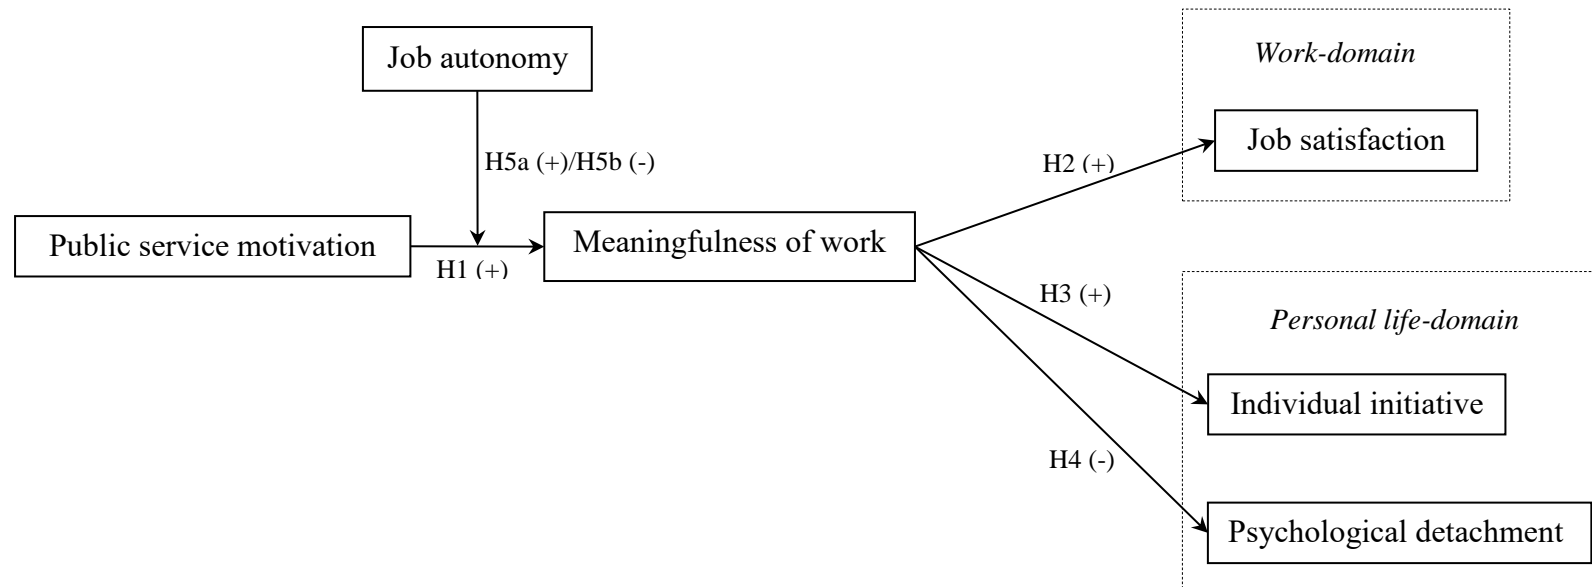 Job autonomy
Work-domain
Job satisfaction
H5a (+)/H5b (-)
H2 (+)
Public service motivation
H1 (+)
Meaningfulness of work
H3 (+)
Personal life-domain
Individual initiative
H4 (-)
Psychological detachment